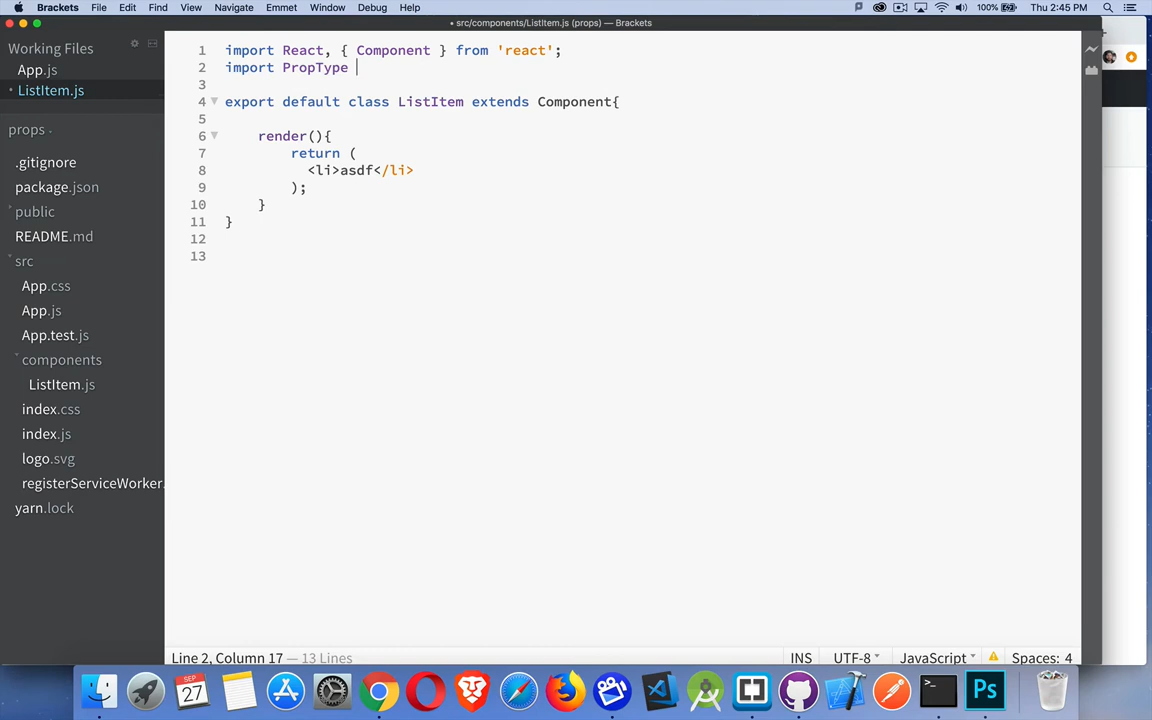 Brackets File Edit Find View Navigate Emmet Window Debug Help 100% Thu 2:45 PM
• src/components/ListItem.js (props) — Brackets
Working Files
App.js
• ListItem.js
props
.gitignore
package.json
public
README.md
src
App.css
App.js
App.test.js
components
ListItem.js
index.css
index.js
logo.svg
registerServiceWorker.
yarn.lock
1 import React, { Component } from 'react';
2 import PropType
3
4 export default class ListItem extends Component{
5
6 render(){
7 return (
8 <li>asdf</li>
9 );
10 }
11 }
12
13
Line 2, Column 17 — 13 Lines
INS UTF-8 JavaScript Spaces: 4
SEP
27
>_
Ps